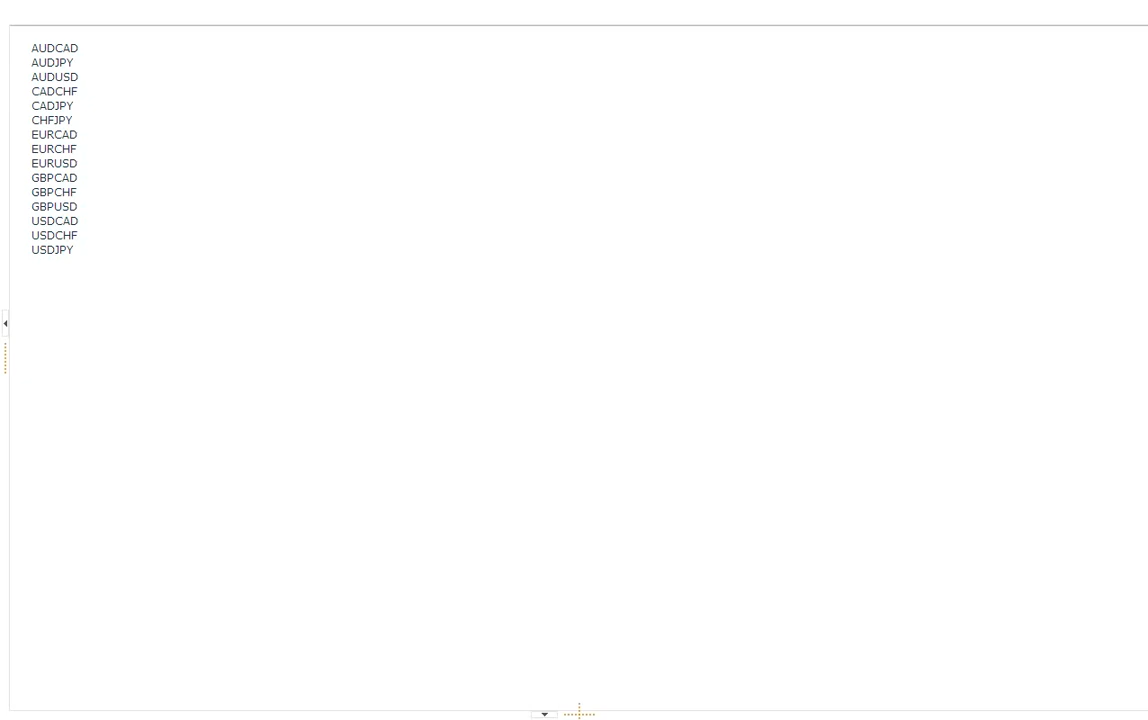 AUDCAD
AUDJPY
AUDUSD
CADCHF
CADJPY
CHFJPY
EURCAD
EURCHF
EURUSD
GBPCAD
GBPCHF
GBPUSD
USDCAD
USDCHF
USDJPY